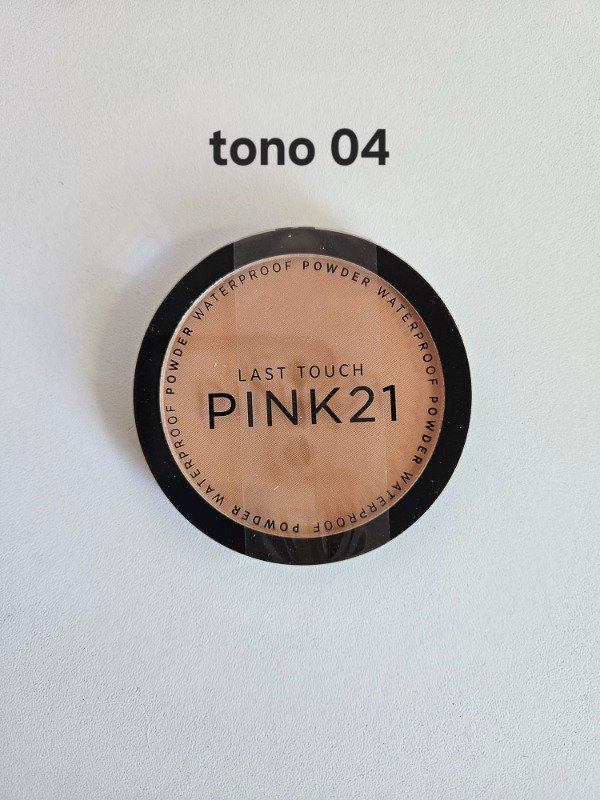 tono 04
LAST TOUCH
PINK21
WATERPROOF POWDER WATERPROOF POWDER WATERPROOF POWDER WATERPROOF POWDER